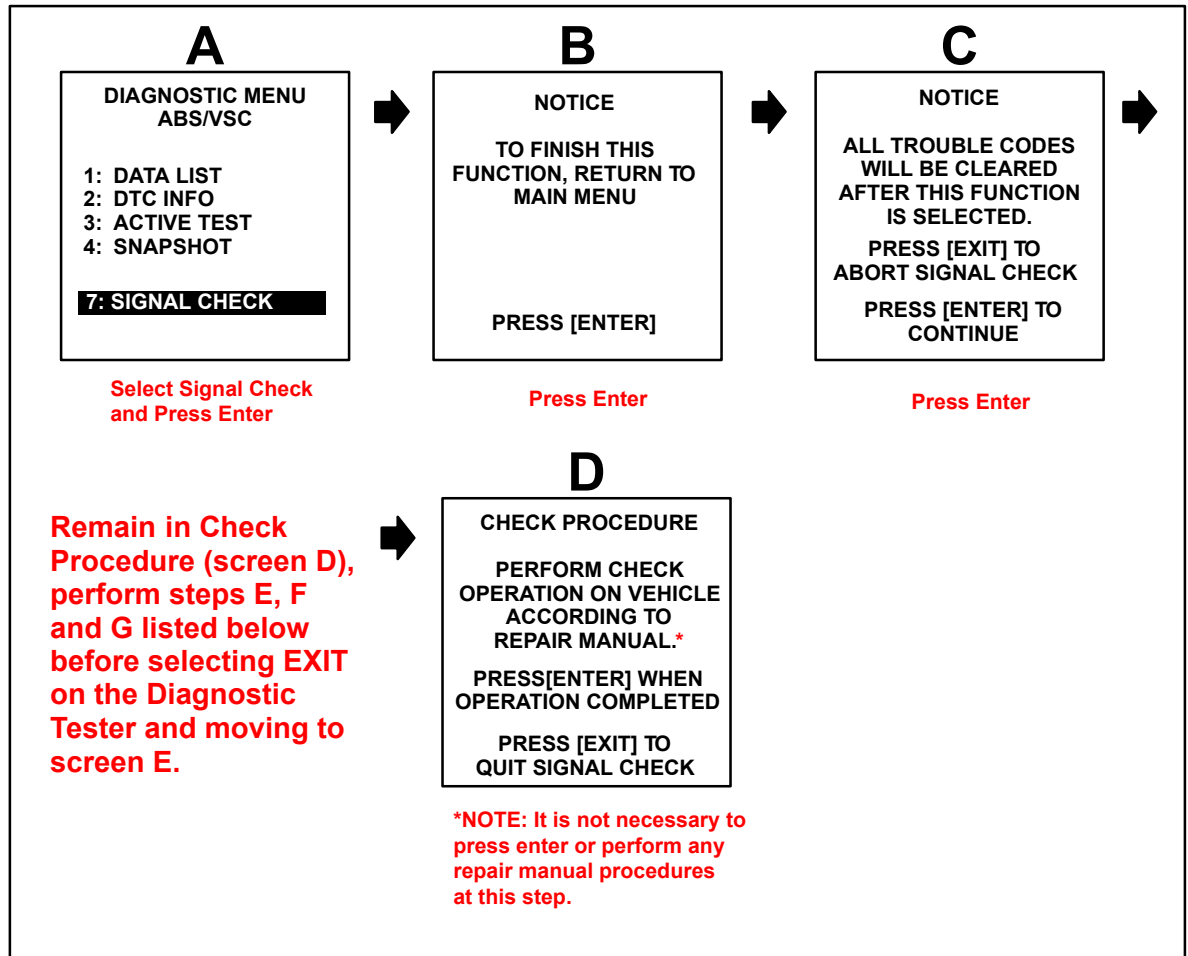 A
DIAGNOSTIC MENU
ABS/VSC
1: DATA LIST
2: DTC INFO
3: ACTIVE TEST
4: SNAPSHOT
7: SIGNAL CHECK
Select Signal Check
and Press Enter
B
NOTICE
TO FINISH THIS
FUNCTION, RETURN TO
MAIN MENU
PRESS [ENTER]
Press Enter
C
NOTICE
ALL TROUBLE CODES
WILL BE CLEARED
AFTER THIS FUNCTION
IS SELECTED.
PRESS [EXIT] TO
ABORT SIGNAL CHECK
PRESS [ENTER] TO
CONTINUE
Press Enter
Remain in Check
Procedure (screen D),
perform steps E, F
and G listed below
before selecting EXIT
on the Diagnostic
Tester and moving to
screen E.
D
CHECK PROCEDURE
PERFORM CHECK
OPERATION ON VEHICLE
ACCORDING TO
REPAIR MANUAL.*
PRESS[ENTER] WHEN
OPERATION COMPLETED
PRESS [EXIT] TO
QUIT SIGNAL CHECK
*NOTE: It is not necessary to
press enter or perform any
repair manual procedures
at this step.